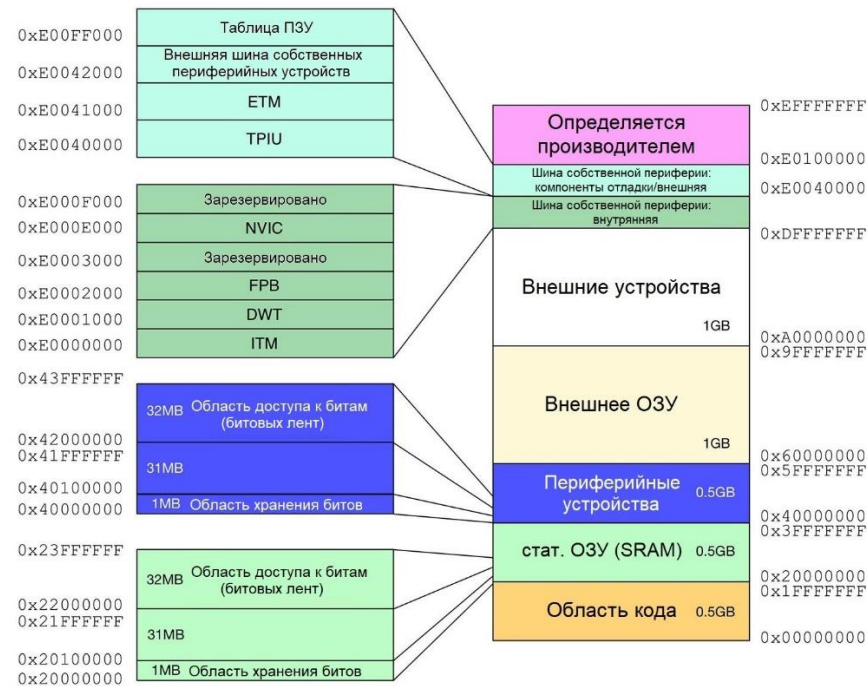 0xE00FF000
Таблица ПЗУ
0xE0042000
Внешняя шина собственных
периферийных устройств
0xE0041000
ETM
0xE0040000
TPIU
0xE000F000
Зарезервировано
0xE000E000
NVIC
0xE0003000
Зарезервировано
0xE0002000
FPB
0xE0001000
DWT
0xE0000000
ITM
0x43FFFFFF
32MB Область доступа к битам
(битовых лент)
0x42000000
0x41FFFFFF
31MB
0x40100000
1MB Область хранения битов
0x40000000
0x23FFFFFF
32MB Область доступа к битам
(битовых лент)
0x22000000
0x21FFFFFF
31MB
0x20100000
1MB Область хранения битов
0x20000000
0xEFFFFFFF
Определяется
производителем
0xE0100000
Шина собственной периферии:
компоненты отладки/внешняя
0xE0040000
Шина собственной периферии:
внутрянняя
0xDFFFFFFF
Внешние устройства
1GB
0xA0000000
0x9FFFFFFF
Внешнее ОЗУ
1GB
0x60000000
0x5FFFFFFF
Периферийные
устройства
0.5GB
0x40000000
0x3FFFFFFF
стат. ОЗУ (SRAM) 0.5GB
0x20000000
0x1FFFFFFF
Область кода 0.5GB
0x00000000